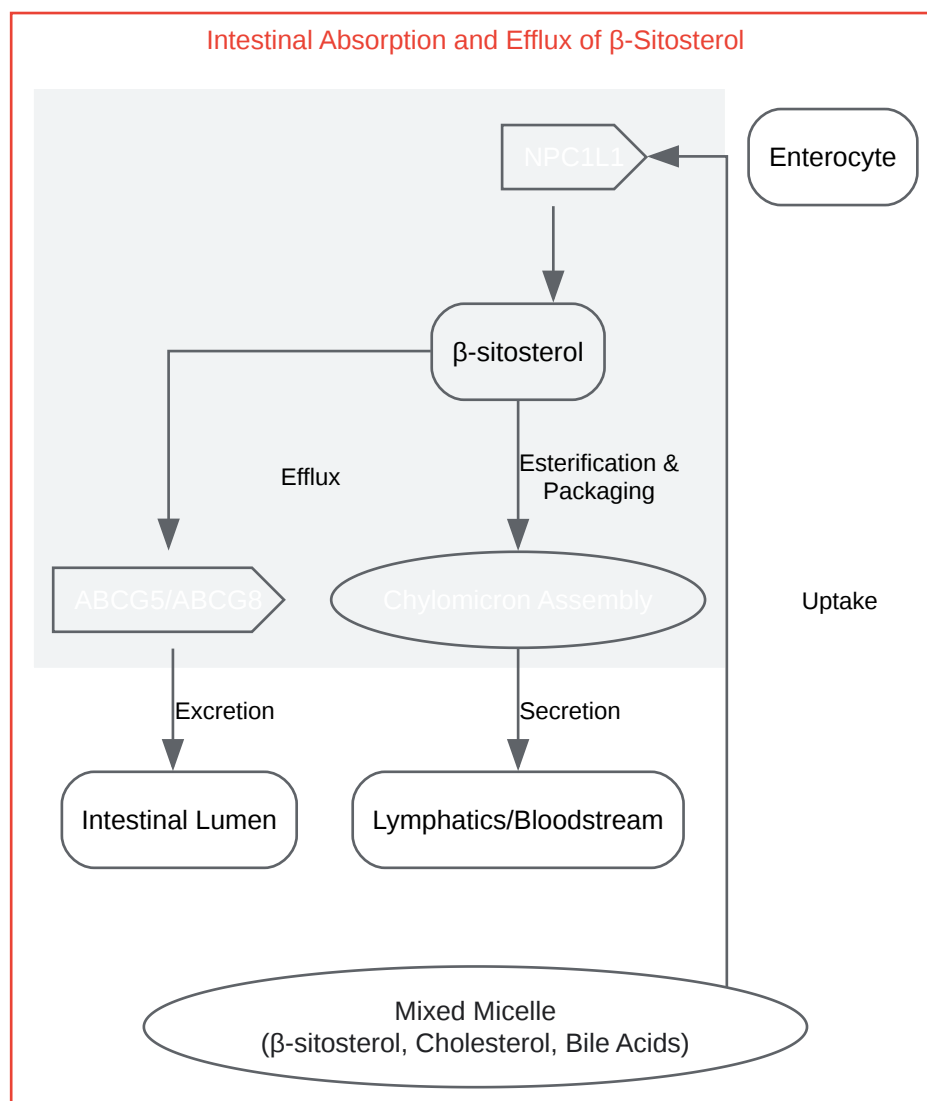 Intestinal Absorption and Efflux of β-Sitosterol
NPC1L1
Enterocyte
β-sitosterol
Efflux
Esterification &
Packaging
ABCG5/ABCG8
Chylomicron Assembly
Uptake
Excretion
Secretion
Intestinal Lumen
Lymphatics/Bloodstream
Mixed Micelle
(β-sitosterol, Cholesterol, Bile Acids)